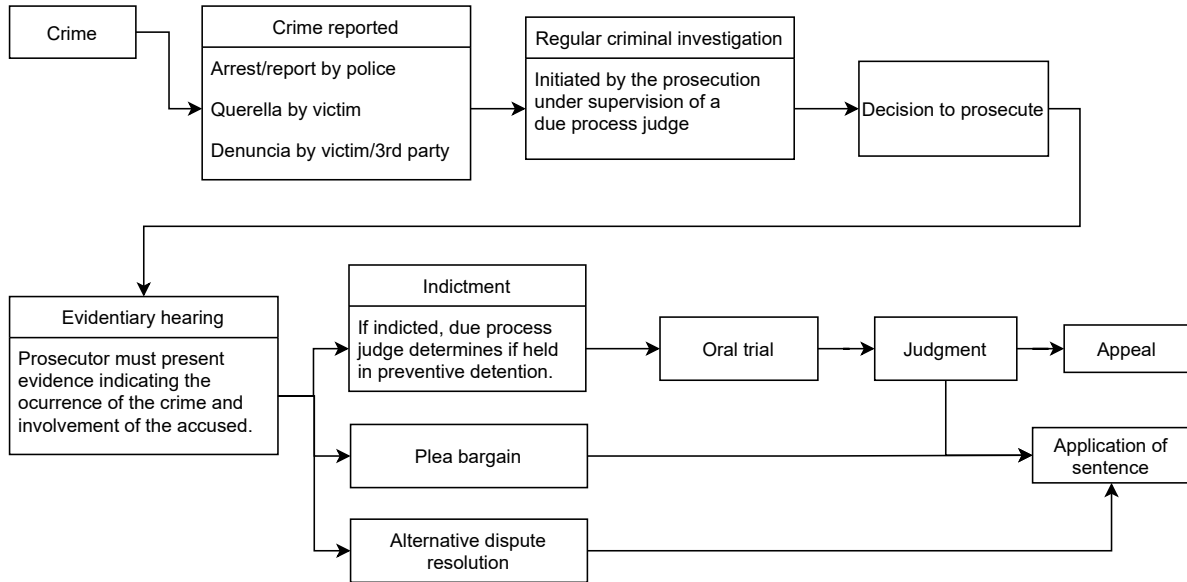 Crime
Crime reported
Arrest/report by police
Querella by victim
Denuncia by victim/3rd party
Regular criminal investigation
Initiated by the prosecution
under supervision of a
due process judge
Decision to prosecute
Evidentiary hearing
Prosecutor must present
evidence indicating the
ocurrence of the crime and
involvement of the accused.
Indictment
If indicted, due process
judge determines if held
in preventive detention.
Oral trial
Judgment
Appeal
Plea bargain
Application of
sentence
Alternative dispute
resolution